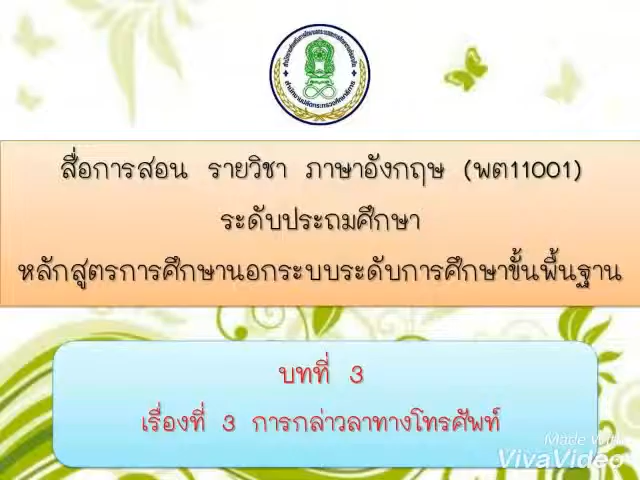 สื่อการสอน รายวิชา ภาษาอังกฤษ (พต11001)
ระดับประถมศึกษา
หลักสูตรการศึกษานอกระบบระดับการศึกษาขั้นพื้นฐาน
บทที่ 3
เรื่องที่ 3 การกล่าวลาทางโทรศัพท์
Made With
VivaVideo